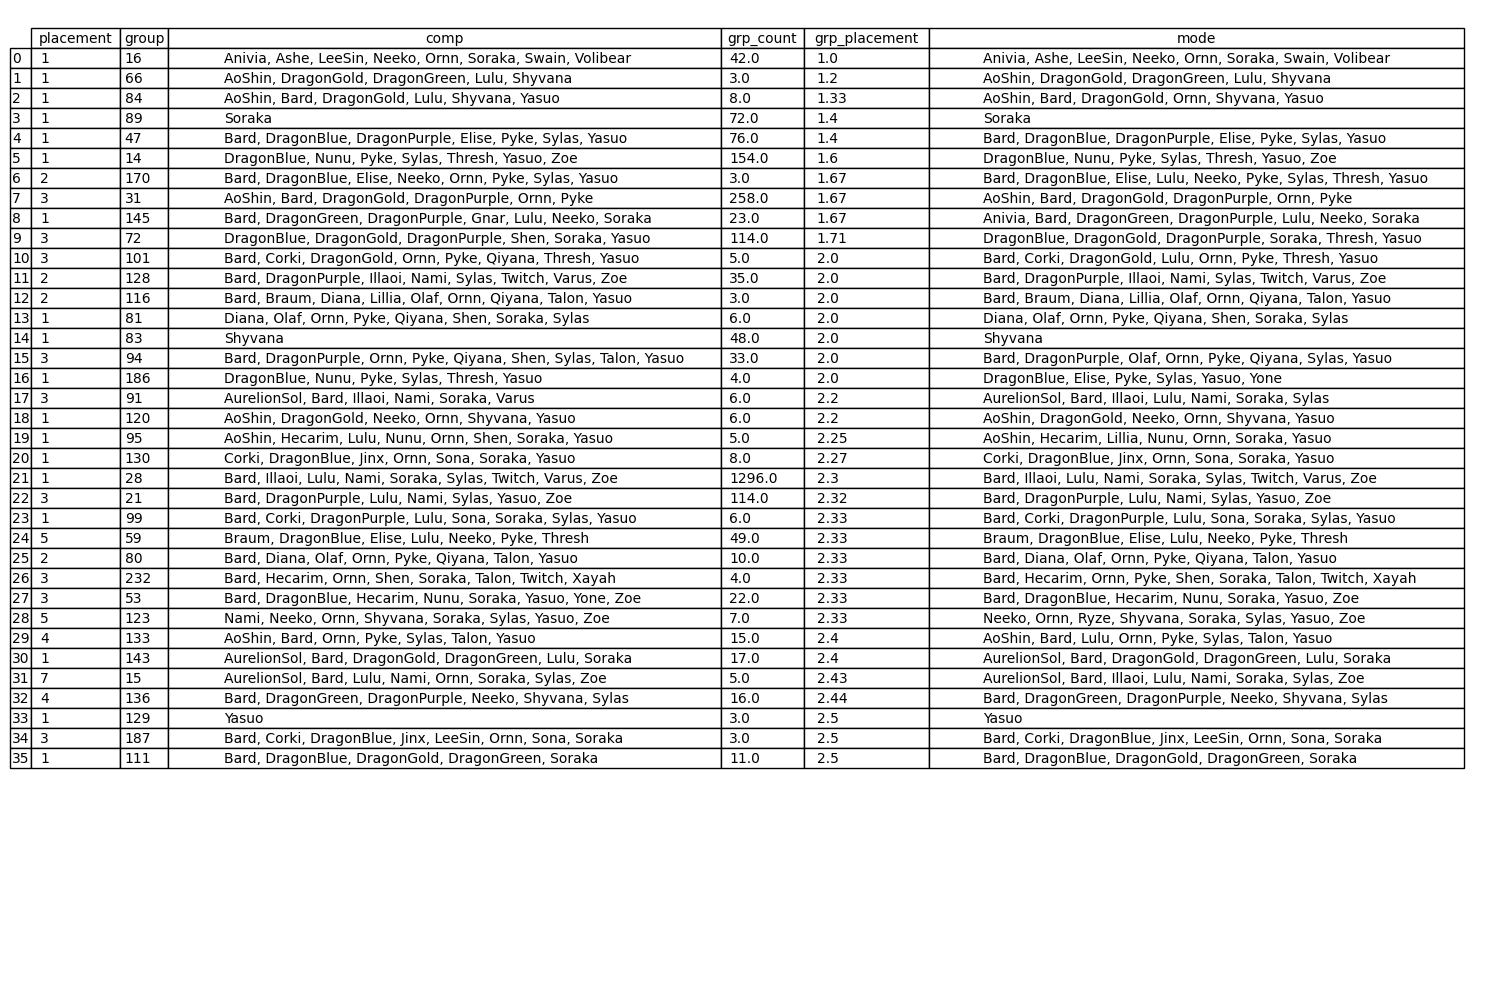 placement group comp grp_count grp_placement mode
0 1 16 Anivia, Ashe, LeeSin, Neeko, Ornn, Soraka, Swain, Volibear 42.0 1.0 Anivia, Ashe, LeeSin, Neeko, Ornn, Soraka, Swain, Volibear
1 1 66 AoShin, DragonGold, DragonGreen, Lulu, Shyvana 3.0 1.2 AoShin, DragonGold, DragonGreen, Lulu, Shyvana
2 1 84 AoShin, Bard, DragonGold, Lulu, Shyvana, Yasuo 8.0 1.33 AoShin, Bard, DragonGold, Ornn, Shyvana, Yasuo
3 1 89 Soraka 72.0 1.4 Soraka
4 1 47 Bard, DragonBlue, DragonPurple, Elise, Pyke, Sylas, Yasuo 76.0 1.4 Bard, DragonBlue, DragonPurple, Elise, Pyke, Sylas, Yasuo
5 1 14 DragonBlue, Nunu, Pyke, Sylas, Thresh, Yasuo, Zoe 154.0 1.6 DragonBlue, Nunu, Pyke, Sylas, Thresh, Yasuo, Zoe
6 2 170 Bard, DragonBlue, Elise, Neeko, Ornn, Pyke, Sylas, Yasuo 3.0 1.67 Bard, DragonBlue, Elise, Lulu, Neeko, Pyke, Sylas, Thresh, Yasuo
7 3 31 AoShin, Bard, DragonGold, DragonPurple, Ornn, Pyke 258.0 1.67 AoShin, Bard, DragonGold, DragonPurple, Ornn, Pyke
8 1 145 Bard, DragonGreen, DragonPurple, Gnar, Lulu, Neeko, Soraka 23.0 1.67 Anivia, Bard, DragonGreen, DragonPurple, Lulu, Neeko, Soraka
9 3 72 DragonBlue, DragonGold, DragonPurple, Shen, Soraka, Yasuo 114.0 1.71 DragonBlue, DragonGold, DragonPurple, Soraka, Thresh, Yasuo
10 3 101 Bard, Corki, DragonGold, Ornn, Pyke, Qiyana, Thresh, Yasuo 5.0 2.0 Bard, Corki, DragonGold, Lulu, Ornn, Pyke, Thresh, Yasuo
11 2 128 Bard, DragonPurple, Illaoi, Nami, Sylas, Twitch, Varus, Zoe 35.0 2.0 Bard, DragonPurple, Illaoi, Nami, Sylas, Twitch, Varus, Zoe
12 2 116 Bard, Braum, Diana, Lillia, Olaf, Ornn, Qiyana, Talon, Yasuo 3.0 2.0 Bard, Braum, Diana, Lillia, Olaf, Ornn, Qiyana, Talon, Yasuo
13 1 81 Diana, Olaf, Ornn, Pyke, Qiyana, Shen, Soraka, Sylas 6.0 2.0 Diana, Olaf, Ornn, Pyke, Qiyana, Shen, Soraka, Sylas
14 1 83 Shyvana 48.0 2.0 Shyvana
15 3 94 Bard, DragonPurple, Ornn, Pyke, Qiyana, Shen, Sylas, Talon, Yasuo 33.0 2.0 Bard, DragonPurple, Olaf, Ornn, Pyke, Qiyana, Sylas, Yasuo
16 1 186 DragonBlue, Nunu, Pyke, Sylas, Thresh, Yasuo 4.0 2.0 DragonBlue, Elise, Pyke, Sylas, Yasuo, Yone
17 3 91 AurelionSol, Bard, Illaoi, Nami, Soraka, Varus 6.0 2.2 AurelionSol, Bard, Illaoi, Lulu, Nami, Soraka, Sylas
18 1 120 AoShin, DragonGold, Neeko, Ornn, Shyvana, Yasuo 6.0 2.2 AoShin, DragonGold, Neeko, Ornn, Shyvana, Yasuo
19 1 95 AoShin, Hecarim, Lulu, Nunu, Ornn, Shen, Soraka, Yasuo 5.0 2.25 AoShin, Hecarim, Lillia, Nunu, Ornn, Soraka, Yasuo
20 1 130 Corki, DragonBlue, Jinx, Ornn, Sona, Soraka, Yasuo 8.0 2.27 Corki, DragonBlue, Jinx, Ornn, Sona, Soraka, Yasuo
21 1 28 Bard, Illaoi, Lulu, Nami, Soraka, Sylas, Twitch, Varus, Zoe 1296.0 2.3 Bard, Illaoi, Lulu, Nami, Soraka, Sylas, Twitch, Varus, Zoe
22 3 21 Bard, DragonPurple, Lulu, Nami, Sylas, Yasuo, Zoe 114.0 2.32 Bard, DragonPurple, Lulu, Nami, Sylas, Yasuo, Zoe
23 1 99 Bard, Corki, DragonPurple, Lulu, Sona, Soraka, Sylas, Yasuo 6.0 2.33 Bard, Corki, DragonPurple, Lulu, Sona, Soraka, Sylas, Yasuo
24 5 59 Braum, DragonBlue, Elise, Lulu, Neeko, Pyke, Thresh 49.0 2.33 Braum, DragonBlue, Elise, Lulu, Neeko, Pyke, Thresh
25 2 80 Bard, Diana, Olaf, Ornn, Pyke, Qiyana, Talon, Yasuo 10.0 2.33 Bard, Diana, Olaf, Ornn, Pyke, Qiyana, Talon, Yasuo
26 3 232 Bard, Hecarim, Ornn, Shen, Soraka, Talon, Twitch, Xayah 4.0 2.33 Bard, Hecarim, Ornn, Pyke, Shen, Soraka, Talon, Twitch, Xayah
27 3 53 Bard, DragonBlue, Hecarim, Nunu, Soraka, Yasuo, Yone, Zoe 22.0 2.33 Bard, DragonBlue, Hecarim, Nunu, Soraka, Yasuo, Zoe
28 5 123 Nami, Neeko, Ornn, Shyvana, Soraka, Sylas, Yasuo, Zoe 7.0 2.33 Neeko, Ornn, Ryze, Shyvana, Soraka, Sylas, Yasuo, Zoe
29 4 133 AoShin, Bard, Ornn, Pyke, Sylas, Talon, Yasuo 15.0 2.4 AoShin, Bard, Lulu, Ornn, Pyke, Sylas, Talon, Yasuo
30 1 143 AurelionSol, Bard, DragonGold, DragonGreen, Lulu, Soraka 17.0 2.4 AurelionSol, Bard, DragonGold, DragonGreen, Lulu, Soraka
31 7 15 AurelionSol, Bard, Lulu, Nami, Ornn, Soraka, Sylas, Zoe 5.0 2.43 AurelionSol, Bard, Illaoi, Lulu, Nami, Soraka, Sylas, Zoe
32 4 136 Bard, DragonGreen, DragonPurple, Neeko, Shyvana, Sylas 16.0 2.44 Bard, DragonGreen, DragonPurple, Neeko, Shyvana, Sylas
33 1 129 Yasuo 3.0 2.5 Yasuo
34 3 187 Bard, Corki, DragonBlue, Jinx, LeeSin, Ornn, Sona, Soraka 3.0 2.5 Bard, Corki, DragonBlue, Jinx, LeeSin, Ornn, Sona, Soraka
35 1 111 Bard, DragonBlue, DragonGold, DragonGreen, Soraka 11.0 2.5 Bard, DragonBlue, DragonGold, DragonGreen, Soraka